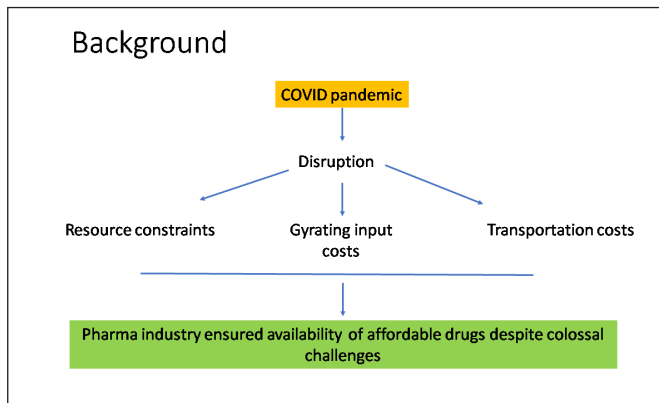 Background
COVID pandemic
Disruption
Resource constraints
Gyrating input
costs
Transportation costs
Pharma industry ensured availability of affordable drugs despite colossal
challenges